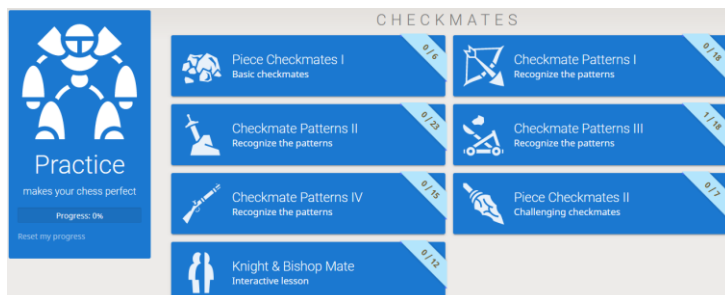 CHECKMATES
Practice
makes your chess perfect
Progress: 0%
Reset my progress
Piece Checkmates I
Basic checkmates
0/6
Checkmate Patterns I
Recognize the patterns
0/18
Checkmate Patterns II
Recognize the patterns
0/23
Checkmate Patterns III
Recognize the patterns
1/18
Checkmate Patterns IV
Recognize the patterns
0/15
Piece Checkmates II
Challenging checkmates
0/7
Knight & Bishop Mate
Interactive lesson
0/12